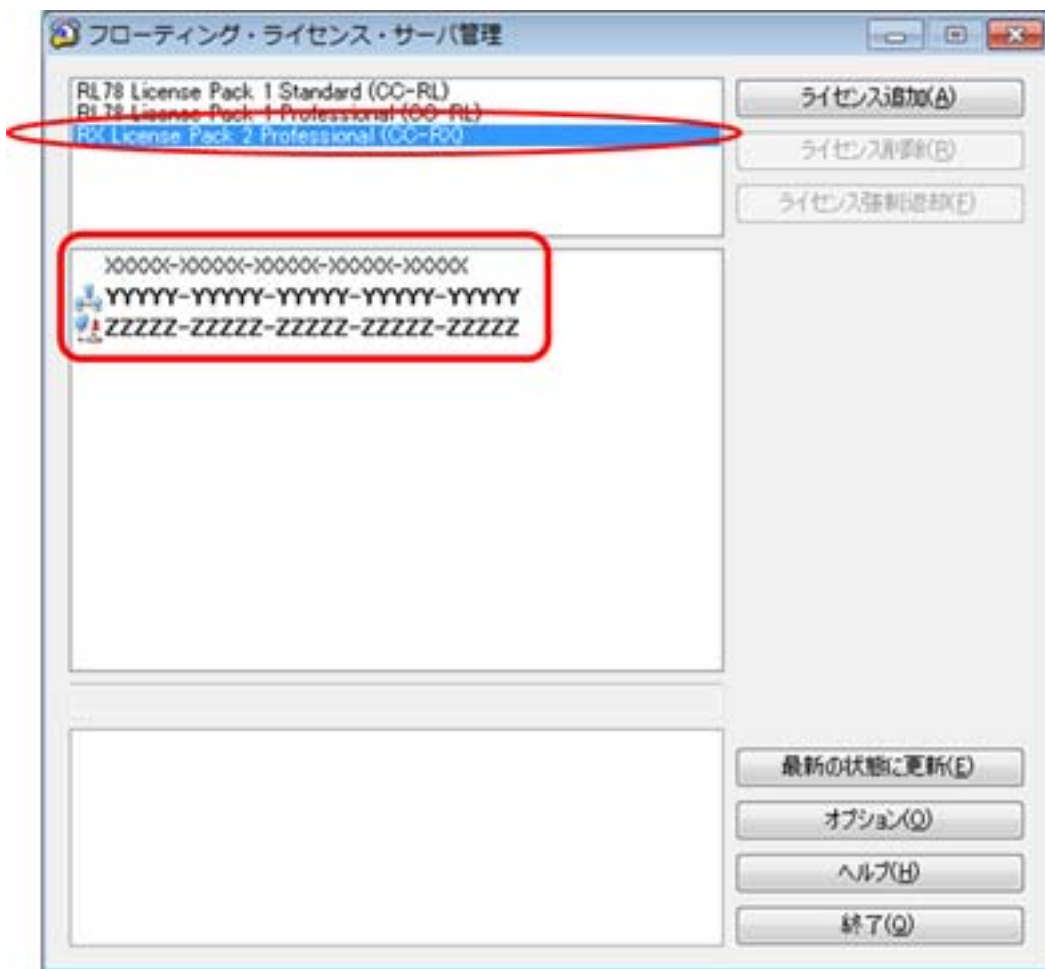 フローティング・ライセンス・サーバ管理
RL78 License Pack 1 Standard (CC-RL)
RL78 License Pack 1 Professional (CC-RL)
RX License Pack 2 Professional (CC-RX)
ライセンス追加(A)
ライセンス削除(R)
ライセンス強制返却(F)
XXXXX-XXXXX-XXXXX-XXXXX-XXXXX
YYYYY-YYYYY-YYYYY-YYYYY-YYYYY
ZZZZZ-ZZZZZ-ZZZZZ-ZZZZZ-ZZZZZ
最新の状態に更新(E)
オプション(O)
ヘルプ(H)
終了(Q)